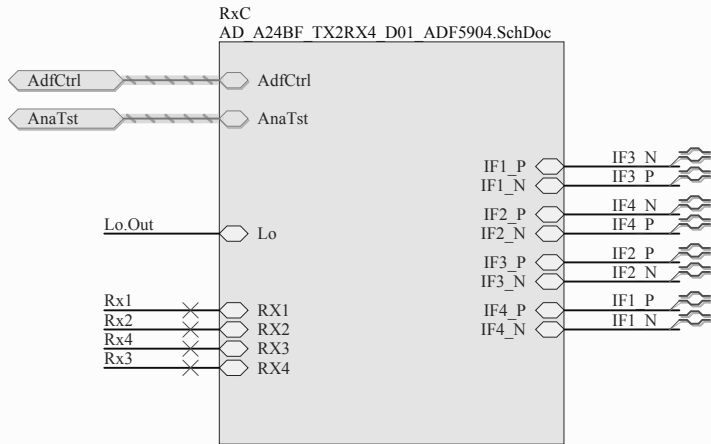 RxC
AD_A24BF_TX2RX4_D01_ADF5904.SchDoc
AdfCtrl AdfCtrl
AnaTst AnaTst
IF1_P IF3_N
IF1_N IF3_P
IF2_P IF4_N
Lo.Out Lo IF2_N IF4_P
IF3_P IF2_P
IF3_N IF2_N
Rx1 RX1 IF4_P IF1_P
Rx2 RX2 IF4_N IF1_N
Rx4 RX3
Rx3 RX4